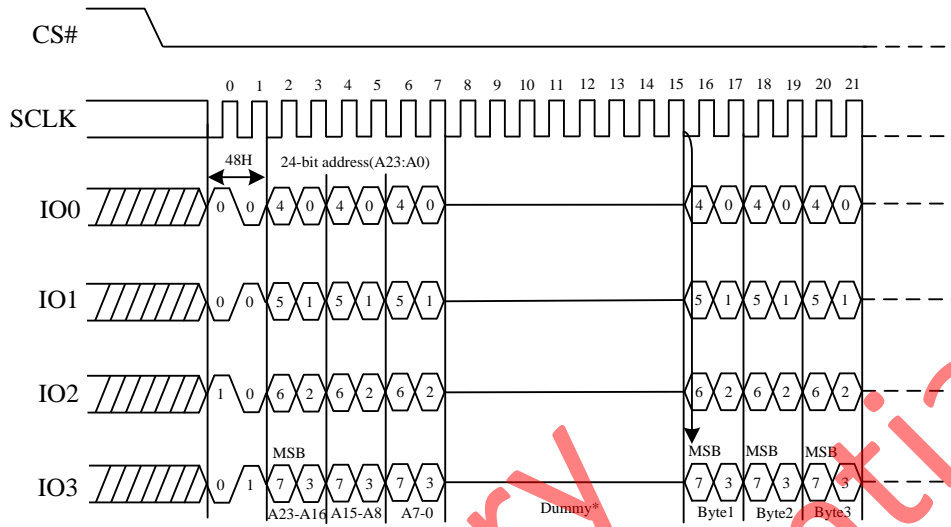 CS#
0 1 2 3 4 5 6 7 8 9 10 11 12 13 14 15 16 17 18 19 20 21
SCLK
48H 24-bit address(A23:A0)
IO0 0 0 4 0 4 0 4 0 4 0 4 0 4 0
IO1 0 0 5 1 5 1 5 1 5 1 5 1 5 1
IO2 1 0 6 2 6 2 6 2 6 2 6 2 6 2
MSB MSB MSB MSB
IO3 0 1 7 3 7 3 7 3 7 3 7 3 7 3
A23-A16 A15-A8 A7-0 Dummy* Byte1 Byte2 Byte3